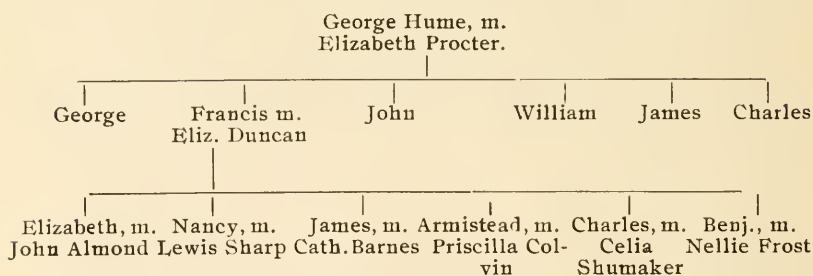 George Hume, m.
Elizabeth Procter.
George Francis m. John William James Charles
Eliz. Duncan
Elizabeth, m. Nancy, m. James, m. Armistead, m. Charles, m. Benj., m.
John Almond Lewis Sharp Cath. Barnes Priscilla Col- Celia Nellie Frost
vin Shumaker